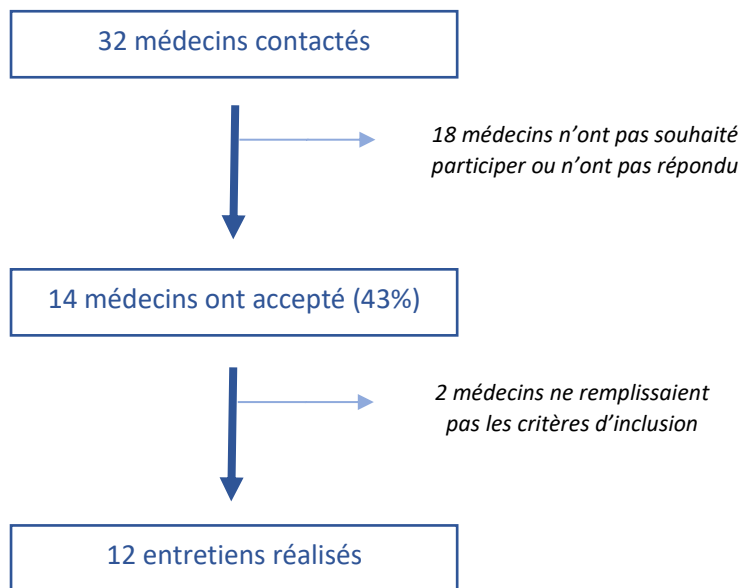 32 médecins contactés
18 médecins n’ont pas souhaité
participer ou n’ont pas répondu
14 médecins ont accepté (43%)
2 médecins ne remplissaient
pas les critères d’inclusion
12 entretiens réalisés